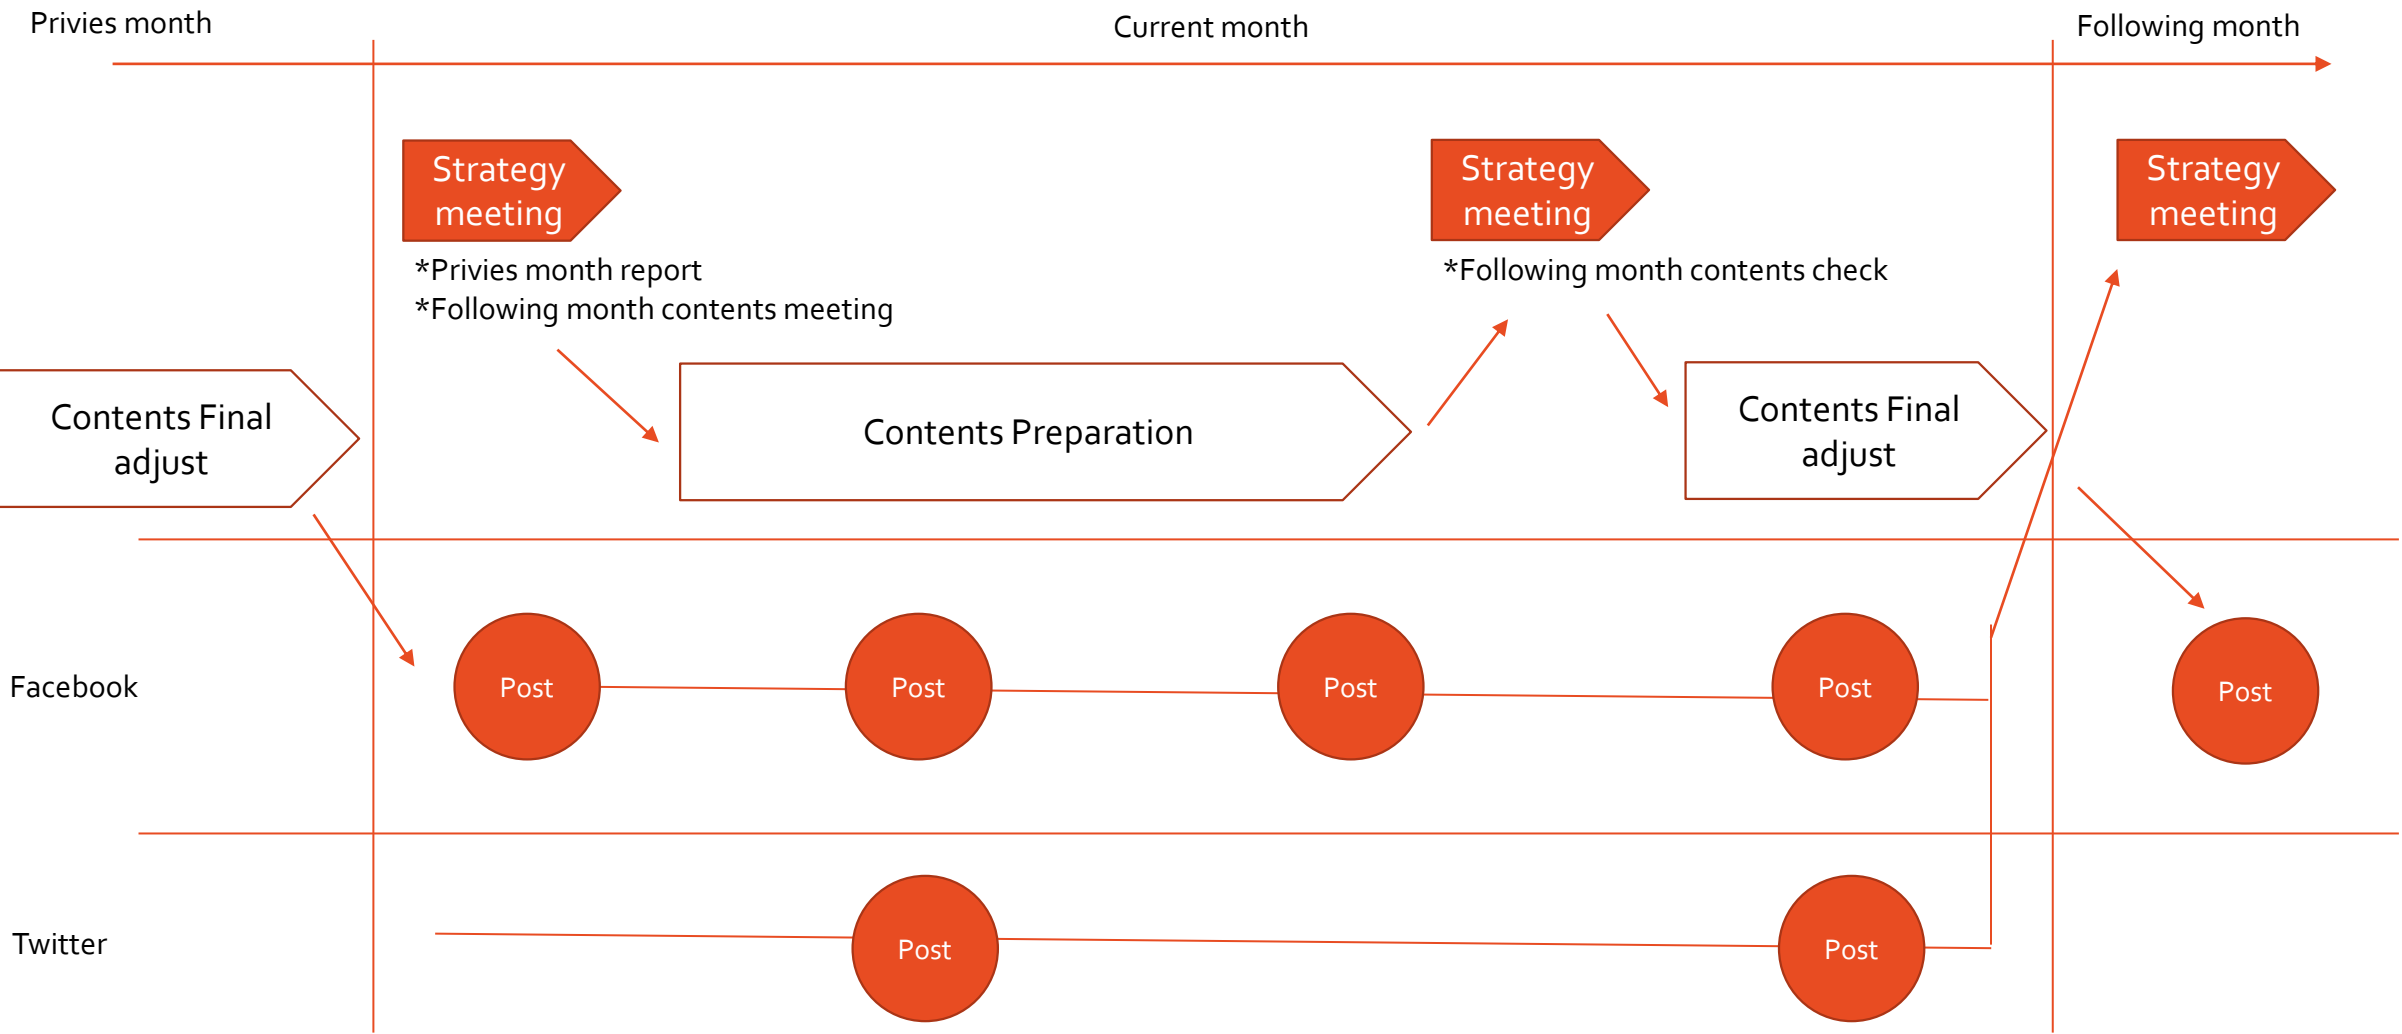 Privies month
Current month
Following month
Strategy
meeting
Strategy
meeting
Strategy
meeting
*Privies month report
*Following month contents meeting
*Following month contents check
Contents Final
adjust
Contents Preparation
Contents Final
adjust
Facebook
Post
Post
Post
Post
Post
Twitter
Post
Post